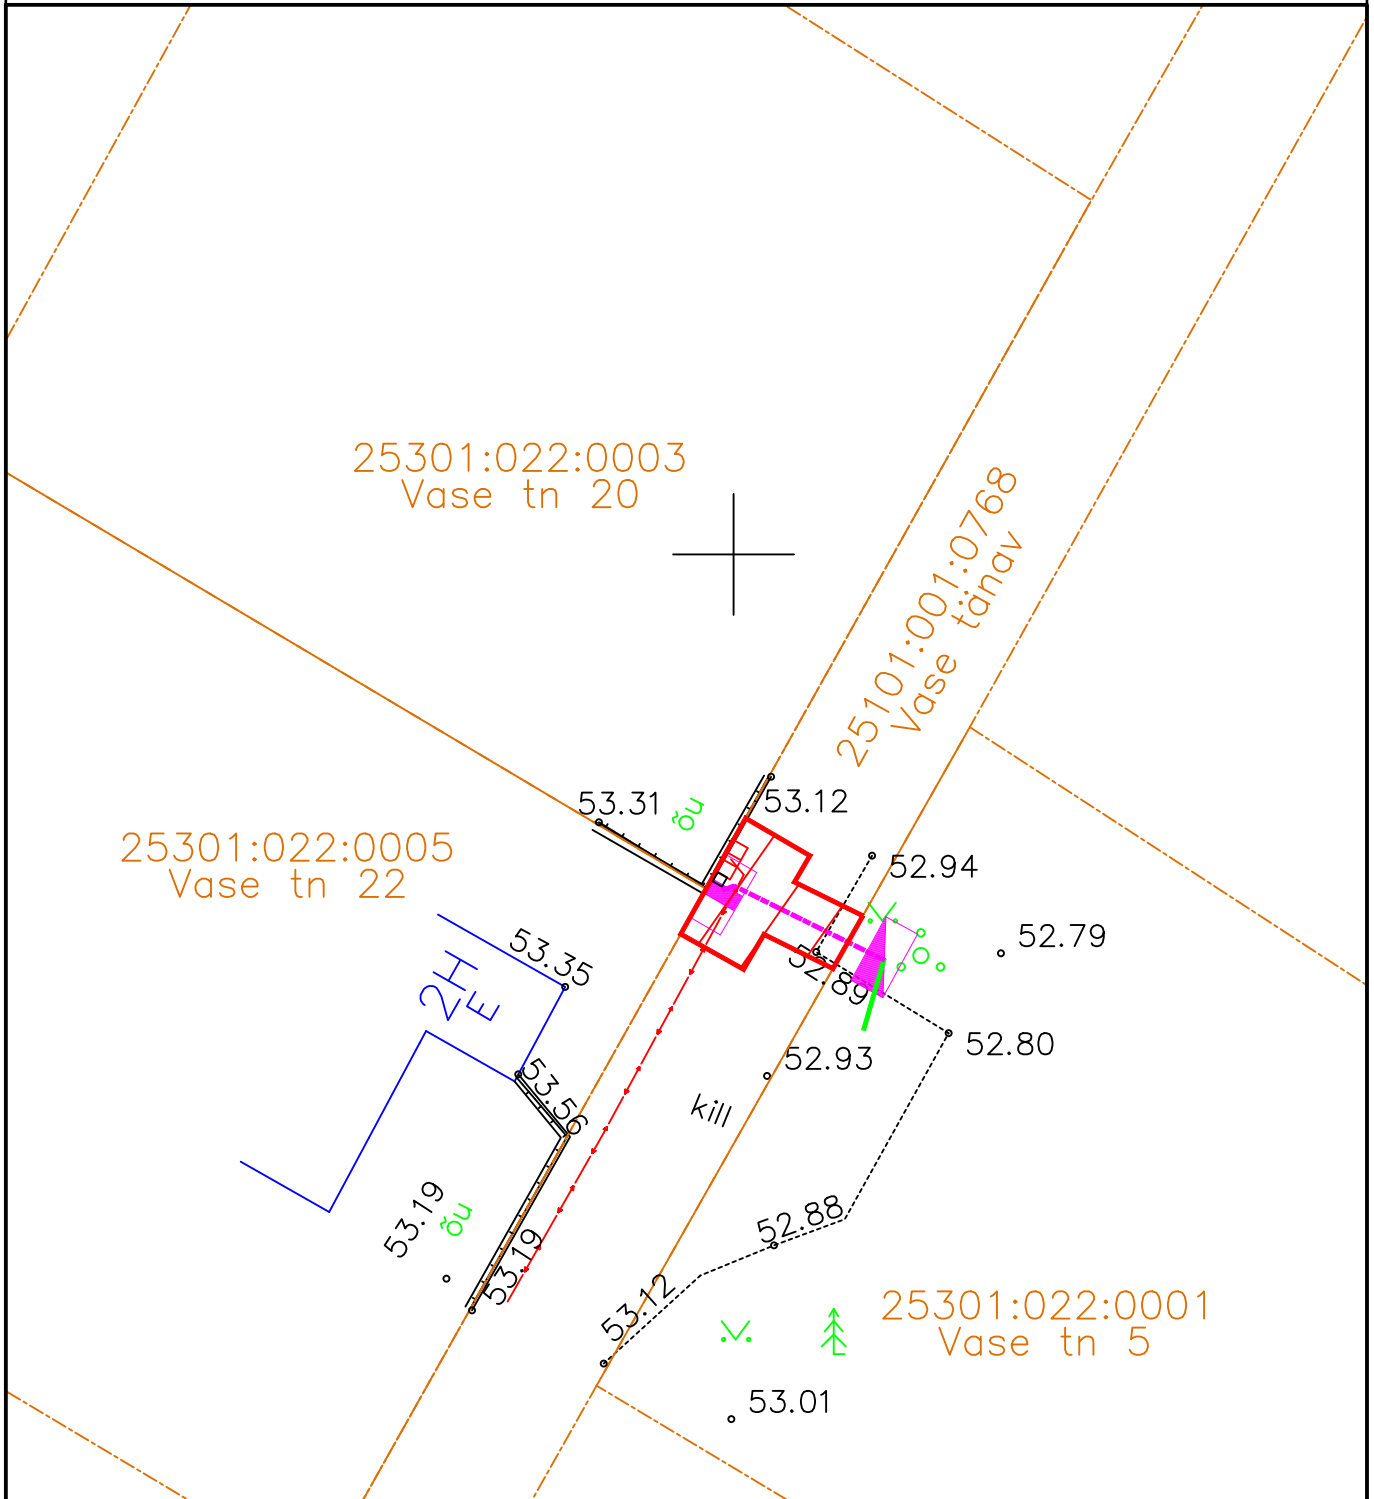 25301:022:0003
Vase tn 20
25101:001:0768
Vase tänav
53.31
õu
53.12
25301:022:0005
Vase tn 22
52.94
52.79
53.35
2H
E
52.89
52.93
52.80
53.56
kill
53.19
õu
53.19
52.88
53.12
25301:022:0001
Vase tn 5
53.01